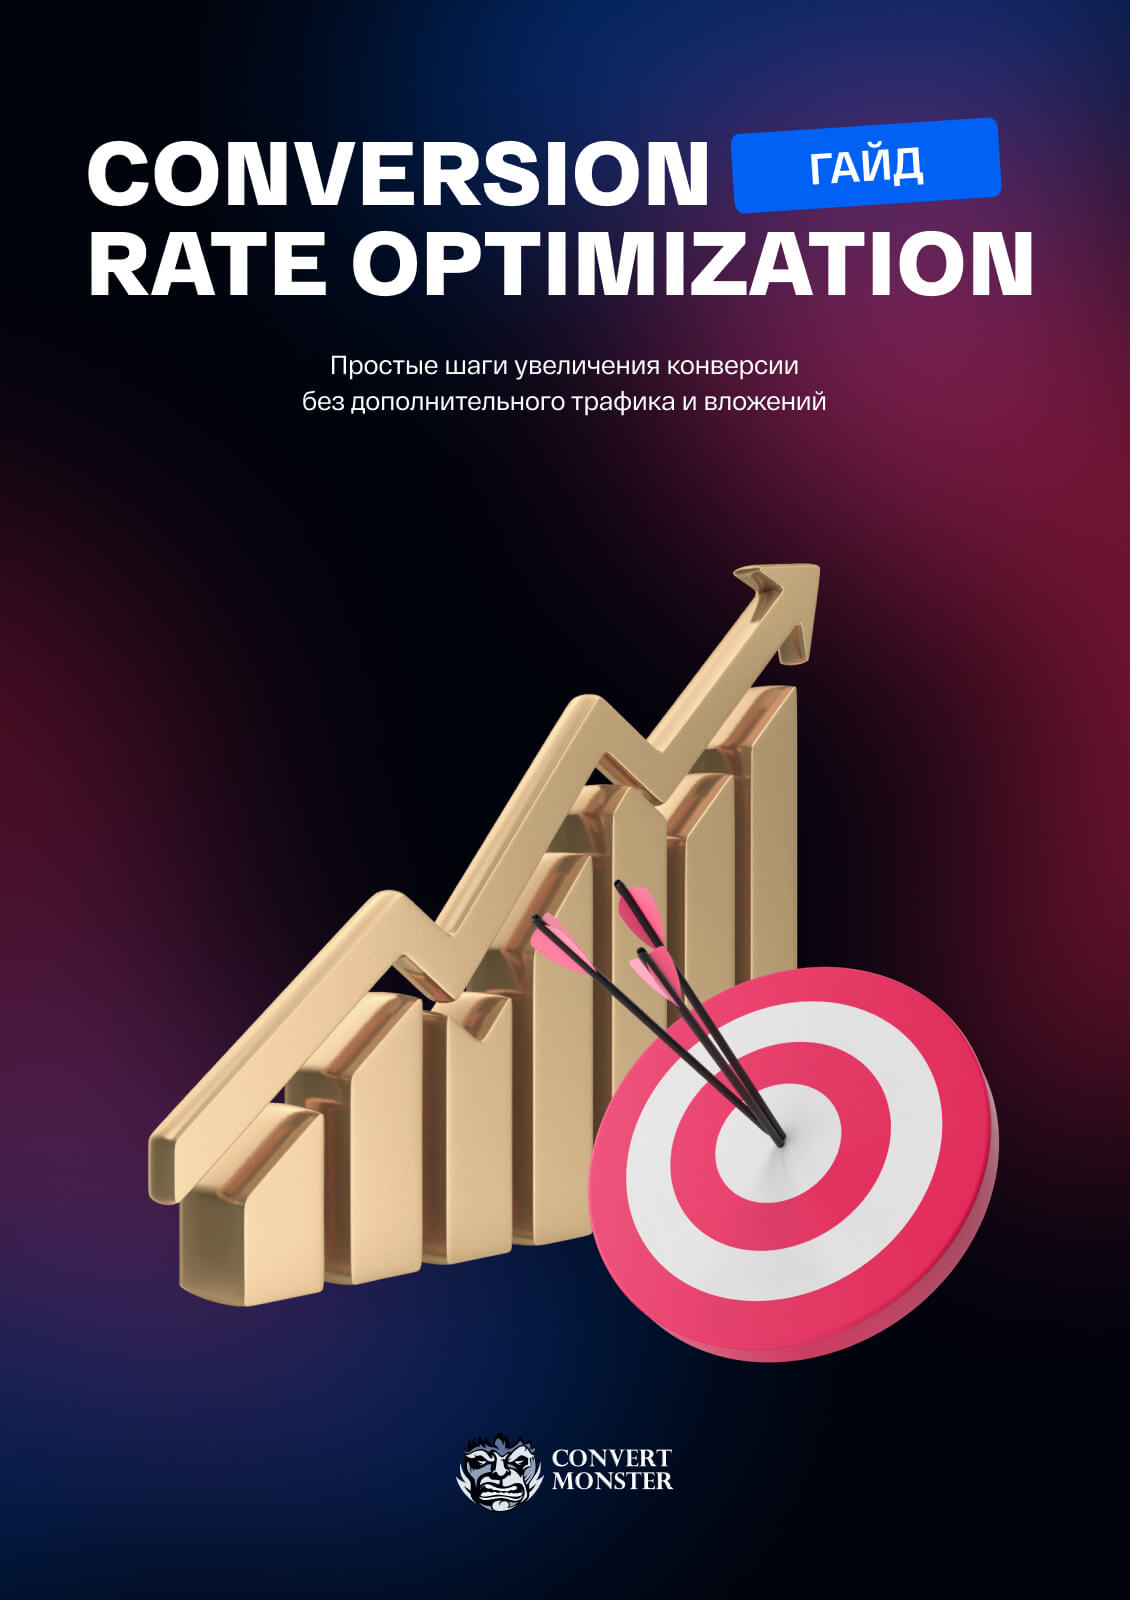 CONVERSION ГАЙД
RATE OPTIMIZATION
Простые шаги увеличения конверсии
без дополнительного трафика и вложений
CONVERT
MONSTER